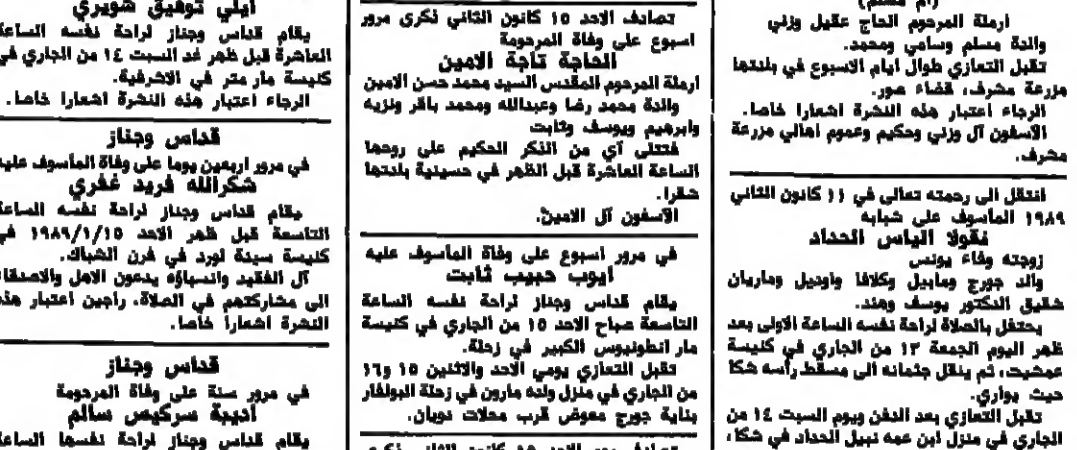 (ام مسلم)
ارملة المرحوم الحاج عقيل وزني
والدة مسلم وسامي ومحمد.
تقبل التعازي طوال ايام الاسبوع في بلدتها
مزرعة مشرف، قضاء صور.
الرجاء اعتبار هذه النشرة اشعارا خاصا.
الآسفون آل وزني وحكيم وعموم اهالي مزرعة
مشرف.
انتقل الى رحمته تعالى في ١١ كانون الثاني
١٩٨٩ المأسوف على شبابه
نقولا الياس الحداد
زوجته وفاء يونس
والد جورج ومابيل وكلافا واوديل وماريان
شقيق الدكتور يوسف وهند.
يحتفل بالصلاة لراحة نفسه الساعة الاولى بعد
ظهر اليوم الجمعة ١٣ من الجاري في كنيسة
عمشيت، ثم ينقل جثمانه الى مسقط رأسه شكا
حيث يوارى.
تقبل التعازي بعد الدفن ويوم السبت ١٤ من
الجاري في منزل ابن عمه نبيل الحداد في شكا،
تصادف الاحد ١٥ كانون الثاني ذكرى مرور
اسبوع على وفاة المرحومة
الحاجة تاجة الامين
ارملة المرحوم المقدس السيد محمد حسن الامين
والدة محمد رضا وعبدالله ومحمد باقر ونزيه
وابرهيم ويوسف وثابت
فتتلى آي من الذكر الحكيم على روحها
الساعة العاشرة قبل الظهر في حسينية بلدتها
شقرا.
الآسفون آل الامين.
في مرور اسبوع على وفاة المأسوف عليه
ايوب حبيب ثابت
يقام قداس وجناز لراحة نفسه الساعة
التاسعة صباح الاحد ١٥ من الجاري في كنيسة
مار انطونيوس الكبير في زحلة.
تقبل التعازي يومي الاحد والاثنين ١٥ و١٦
من الجاري في منزل ولده مارون في زحلة البولفار
بناية جورج معوض قرب محلات نوبان.
ايلي توفيق شويري
يقام قداس وجناز لراحة نفسه الساعة
العاشرة قبل ظهر غد السبت ١٤ من الجاري في
كنيسة مار متر في الاشرفية.
الرجاء اعتبار هذه النشرة اشعارا خاصا.
قداس وجناز
في مرور اربعين يوما على وفاة المأسوف عليه
شكرالله فريد غفري
يقام قداس وجناز لراحة نفسه الساعة
التاسعة قبل ظهر الاحد ١٩٨٩/١/١٥ في
كنيسة سيدة لورد في فرن الشباك.
آل الفقيد وانسباؤه يدعون الاهل والاصدقاء
الى مشاركتهم في الصلاة، راجين اعتبار هذه
النشرة اشعارا خاصا.
قداس وجناز
في مرور سنة على وفاة المرحومة
اديبة سركيس سالم
يقام قداس وجناز لراحة نفسها الساعة